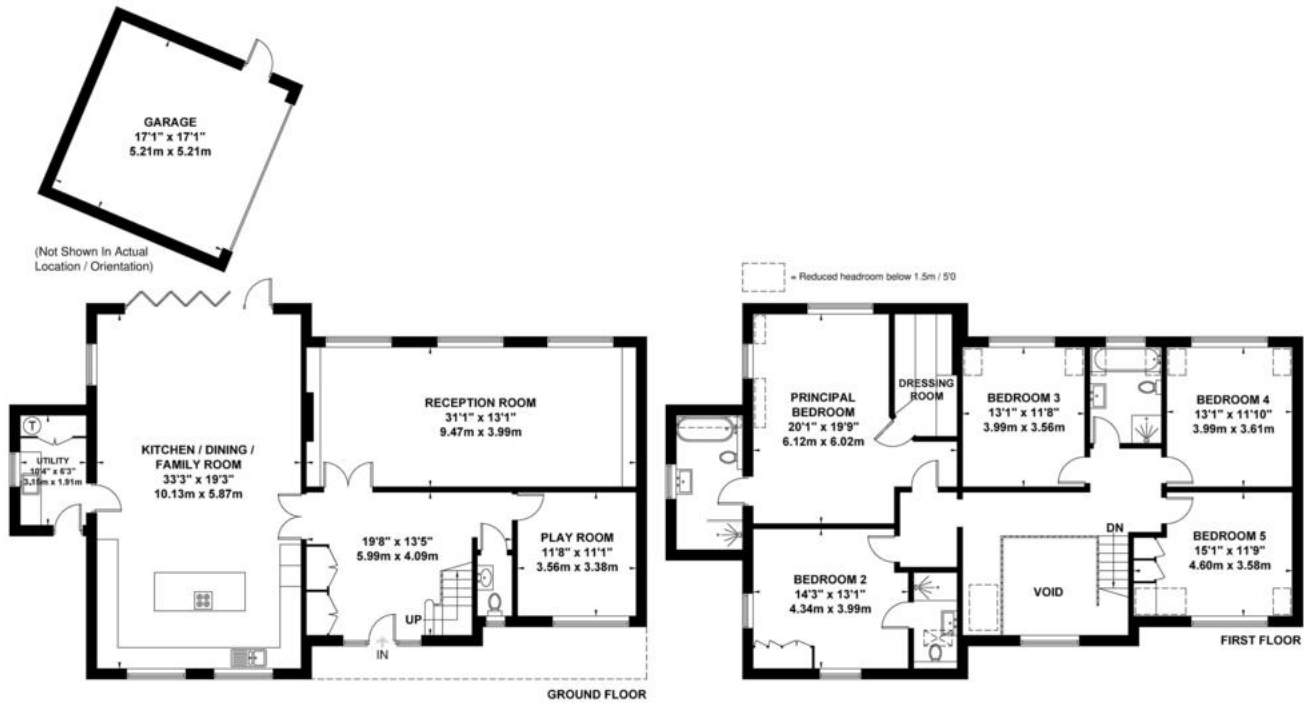 GARAGE
17'1" x 17'1"
5.21m x 5.21m
(Not Shown In Actual
Location / Orientation)
= Reduced headroom below 1.5m / 5'0
T
UTILITY
10'4" x 6'3"
3.15m x 1.91m
KITCHEN / DINING /
FAMILY ROOM
33'3" x 19'3"
10.13m x 5.87m
RECEPTION ROOM
31'1" x 13'1"
9.47m x 3.99m
19'8" x 13'5"
5.99m x 4.09m
PLAY ROOM
11'8" x 11'1"
3.56m x 3.38m
UP
IN
GROUND FLOOR
PRINCIPAL
BEDROOM
20'1" x 19'9"
6.12m x 6.02m
DRESSING
ROOM
BEDROOM 3
13'1" x 11'8"
3.99m x 3.56m
BEDROOM 4
13'1" x 11'10"
3.99m x 3.61m
BEDROOM 2
14'3" x 13'1"
4.34m x 3.99m
VOID
DN
BEDROOM 5
15'1" x 11'9"
4.60m x 3.58m
FIRST FLOOR